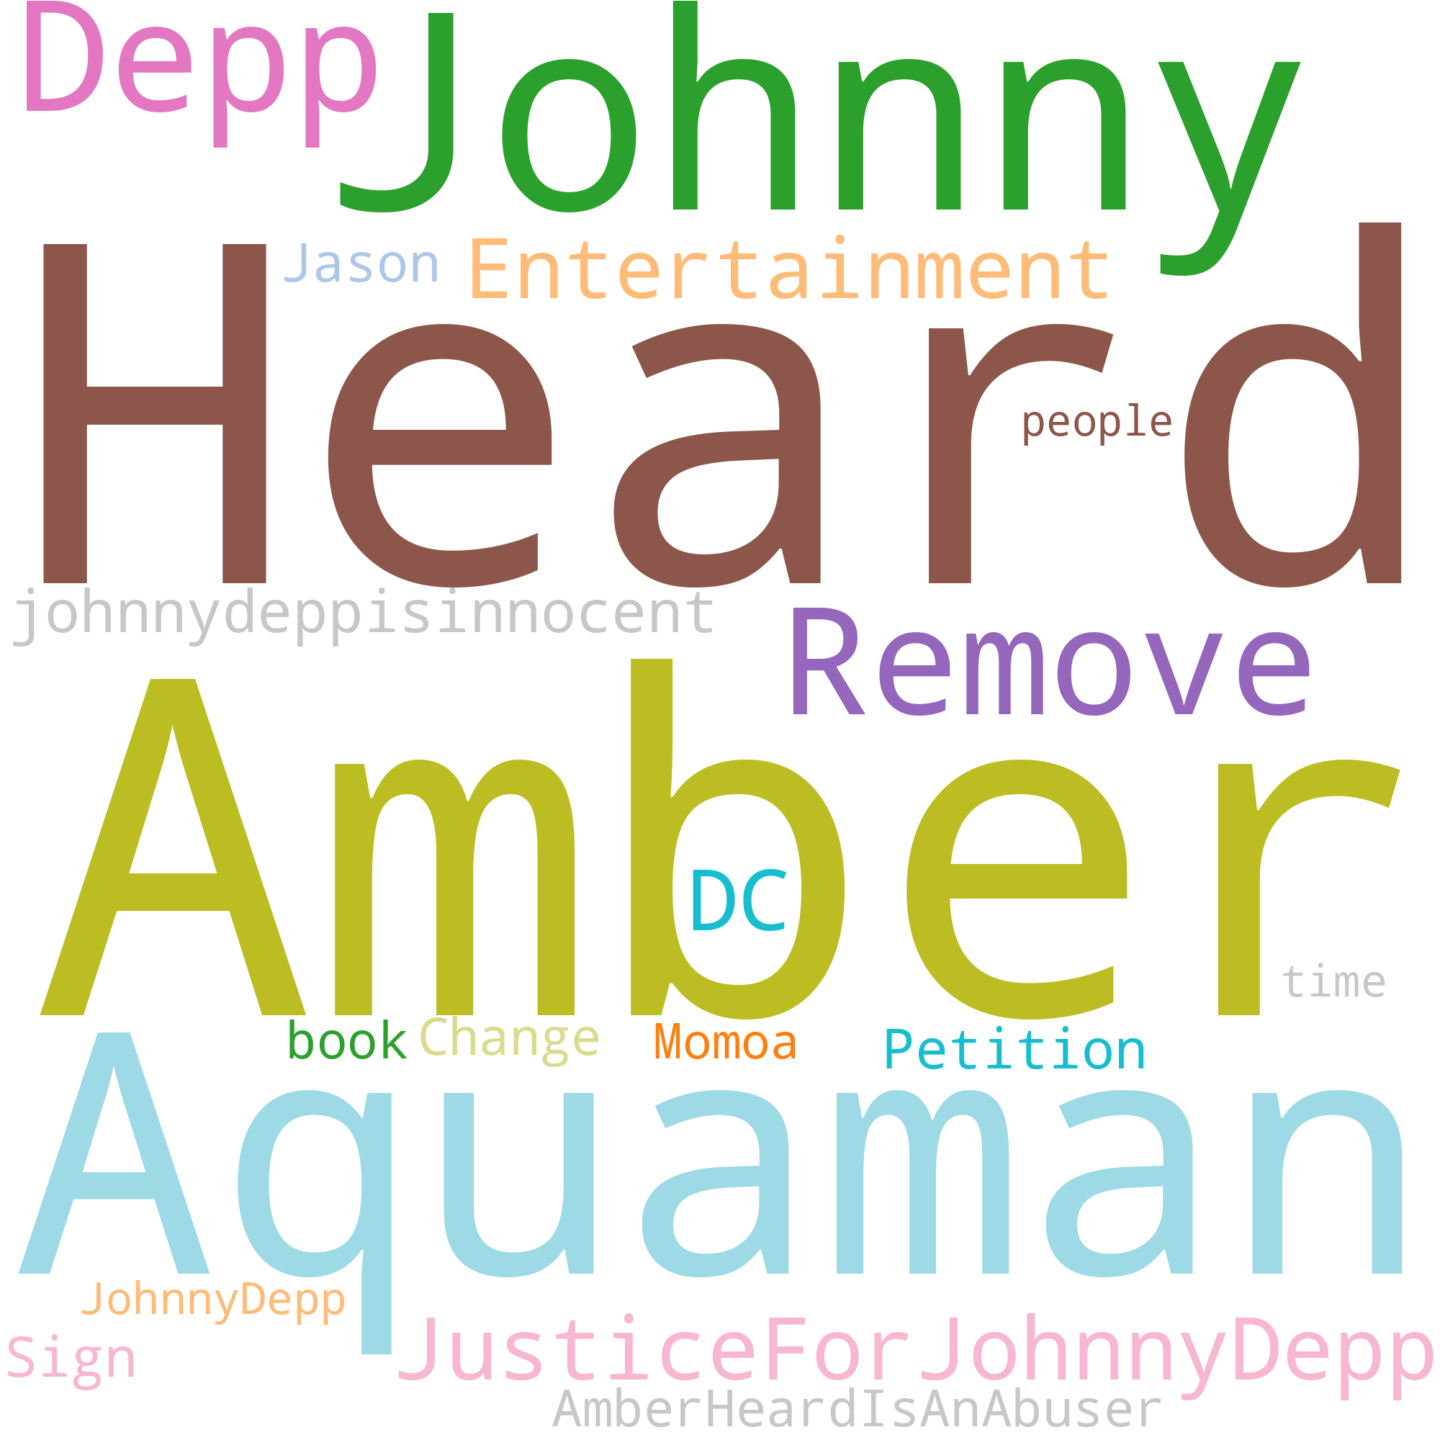 Depp Johnny
Jason Entertainment
Heard
people
johnnydeppisinnocent Remove
Amber
DC
time
book Change Momoa Petition
Aquaman
JohnnyDepp
Sign JusticeForJohnnyDepp
AmberHeardIsAnAbuser